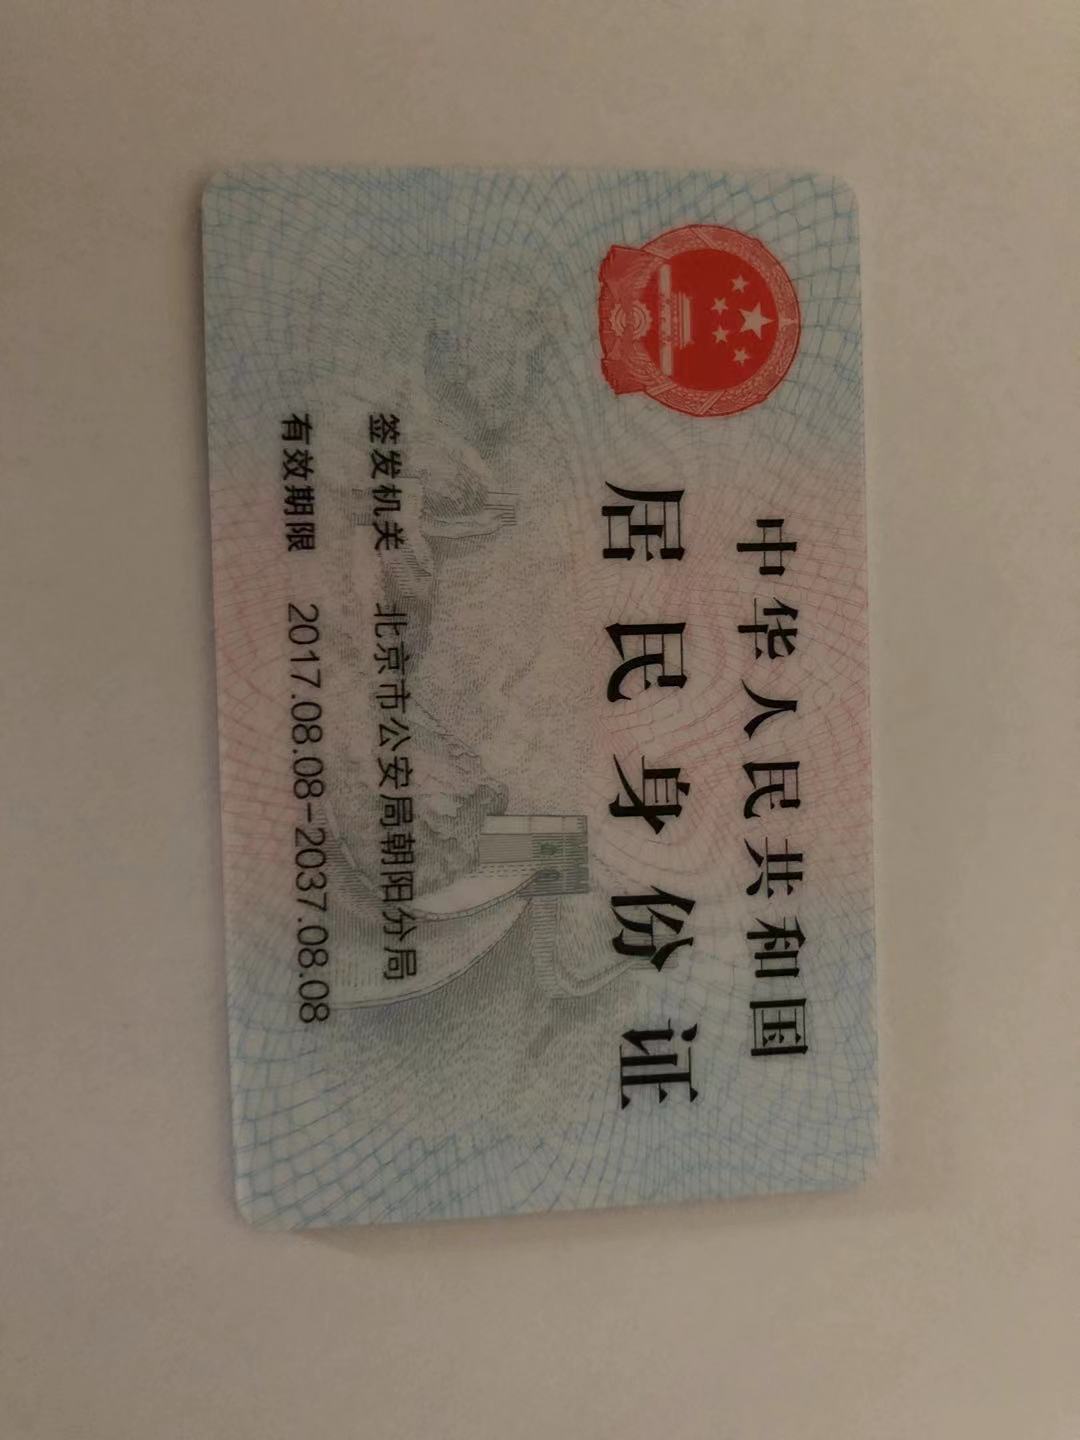 中华人民共和国
居民身份证
签发机关 北京市公安局朝阳分局
有效期限 2017.08.08-2037.08.08